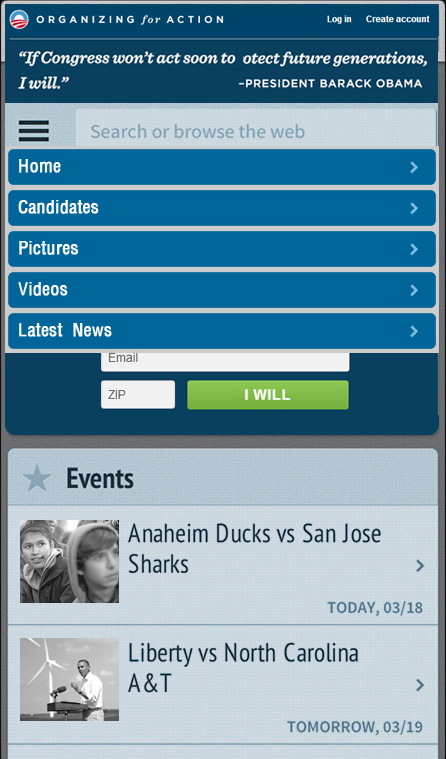 ORGANIZING for ACTION
Log in Create account
“If Congress won’t act soon to otect future generations,
I will.”
–PRESIDENT BARACK OBAMA
Search or browse the web
Home
Candidates
Pictures
Videos
Latest News
Email
ZIP
I WILL
Events
Anaheim Ducks vs San Jose
Sharks
TODAY, 03/18
Liberty vs North Carolina
A&T
TOMORROW, 03/19